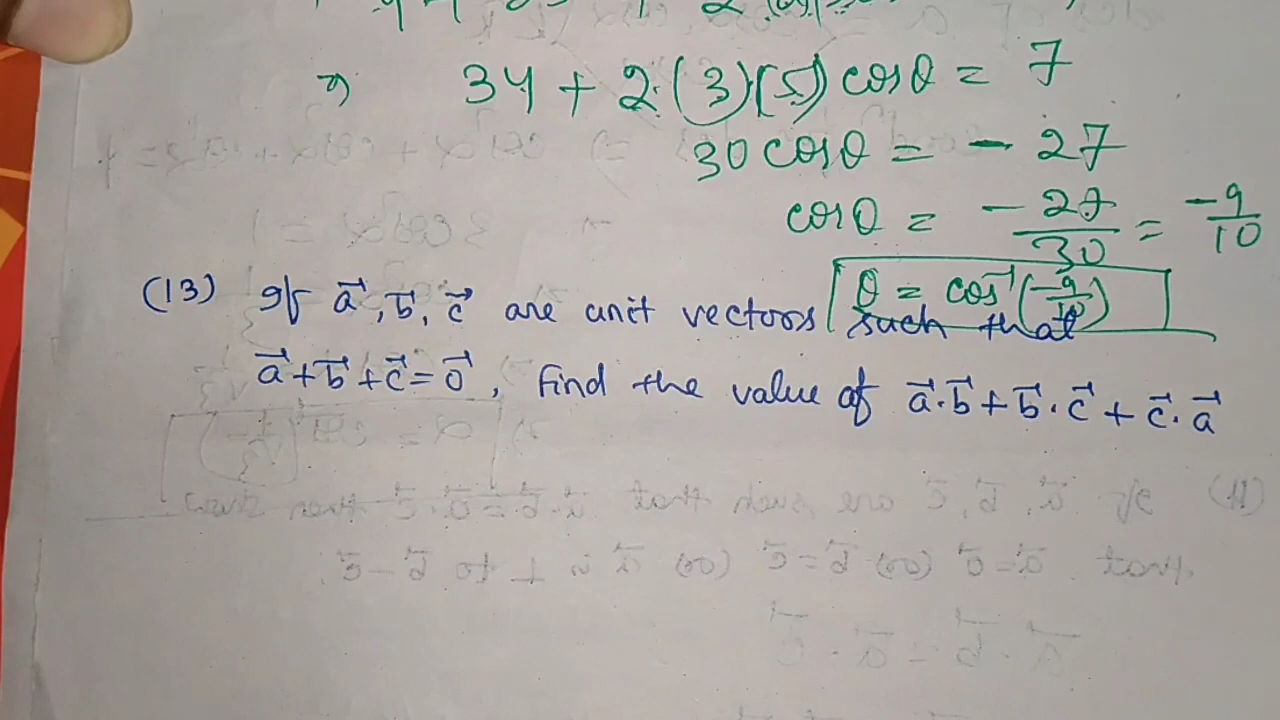 ⇒ 34 + 2·(3)(5) cosθ = 7
30 cosθ = - 27
cosθ = -27/30 = -9/10
θ = cos⁻¹(-9/10)
(13) If a⃗, b⃗, c⃗ are unit vectors such that
a⃗+b⃗+c⃗=0⃗, Find the value of a⃗·b⃗+b⃗·c⃗+c⃗·a⃗